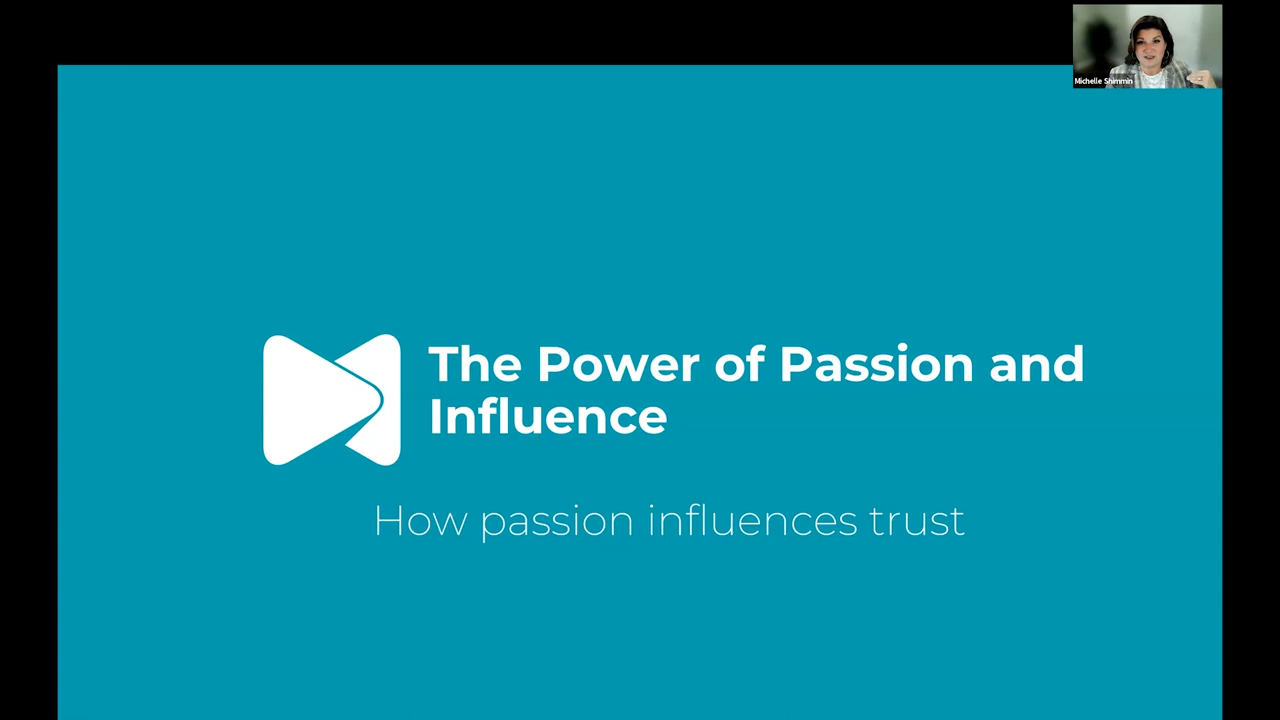 Michelle Shimmin
The Power of Passion and
Influence
How passion influences trust